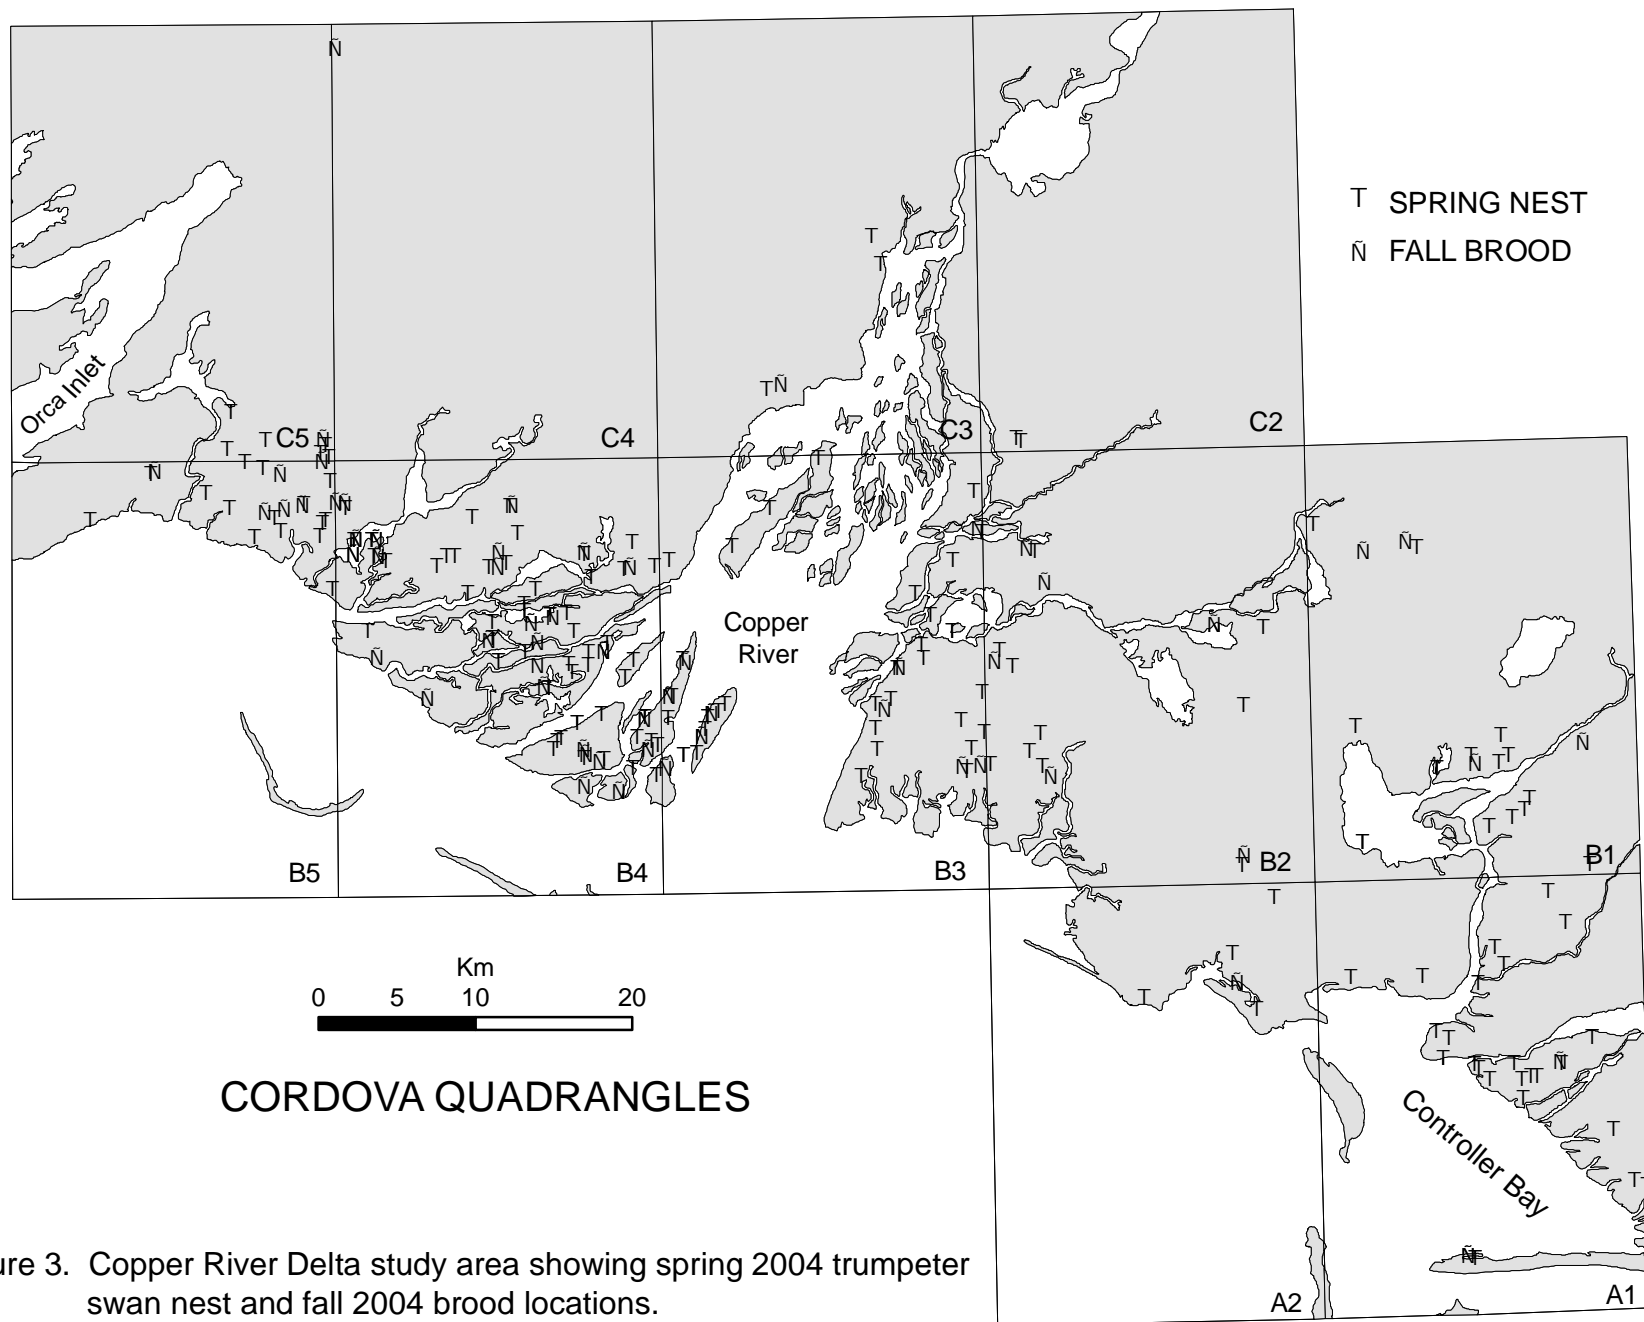 T SPRING NEST
Ñ FALL BROOD
Orca Inlet
C5
C4
C3
C2
Copper
River
B5
B4
B3
B2
B1
Km
0 5 10 20
CORDOVA QUADRANGLES
Controller Bay
A2
A1
ure 3. Copper River Delta study area showing spring 2004 trumpeter
swan nest and fall 2004 brood locations.